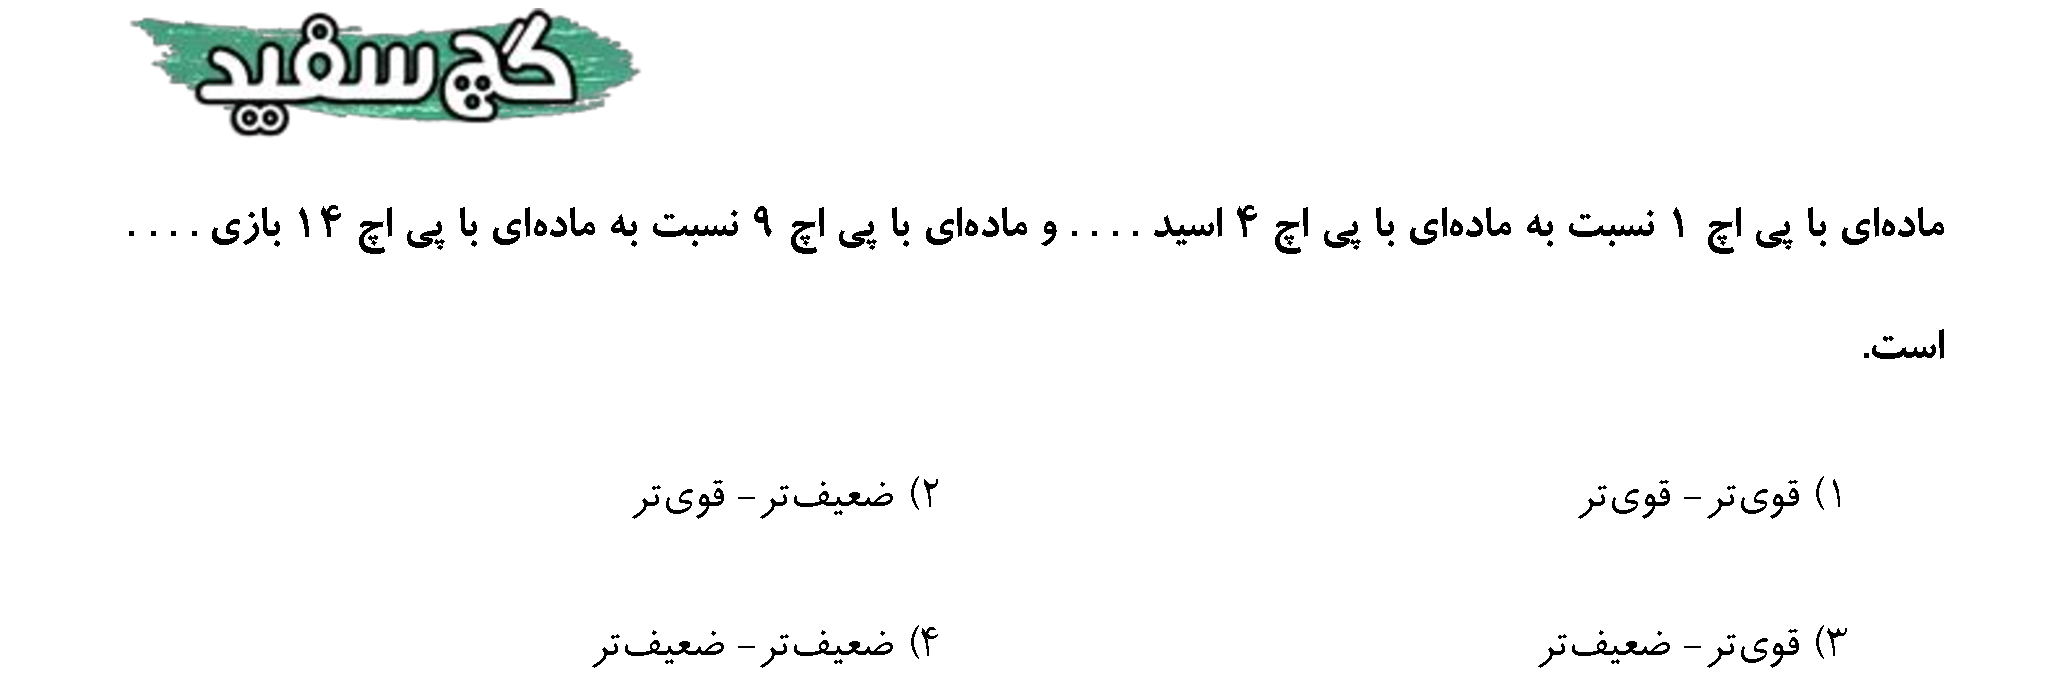 گچ سفید
ماده‌ای با پی اچ ۱ نسبت به ماده‌ای با پی اچ ۴ اسید . . . . و ماده‌ای با پی اچ ۹ نسبت به ماده‌ای با پی اچ ۱۴ بازی . . . .
است.
۱) قوی‌تر – قوی‌تر
۲) ضعیف‌تر – قوی‌تر
۳) قوی‌تر – ضعیف‌تر
۴) ضعیف‌تر – ضعیف‌تر